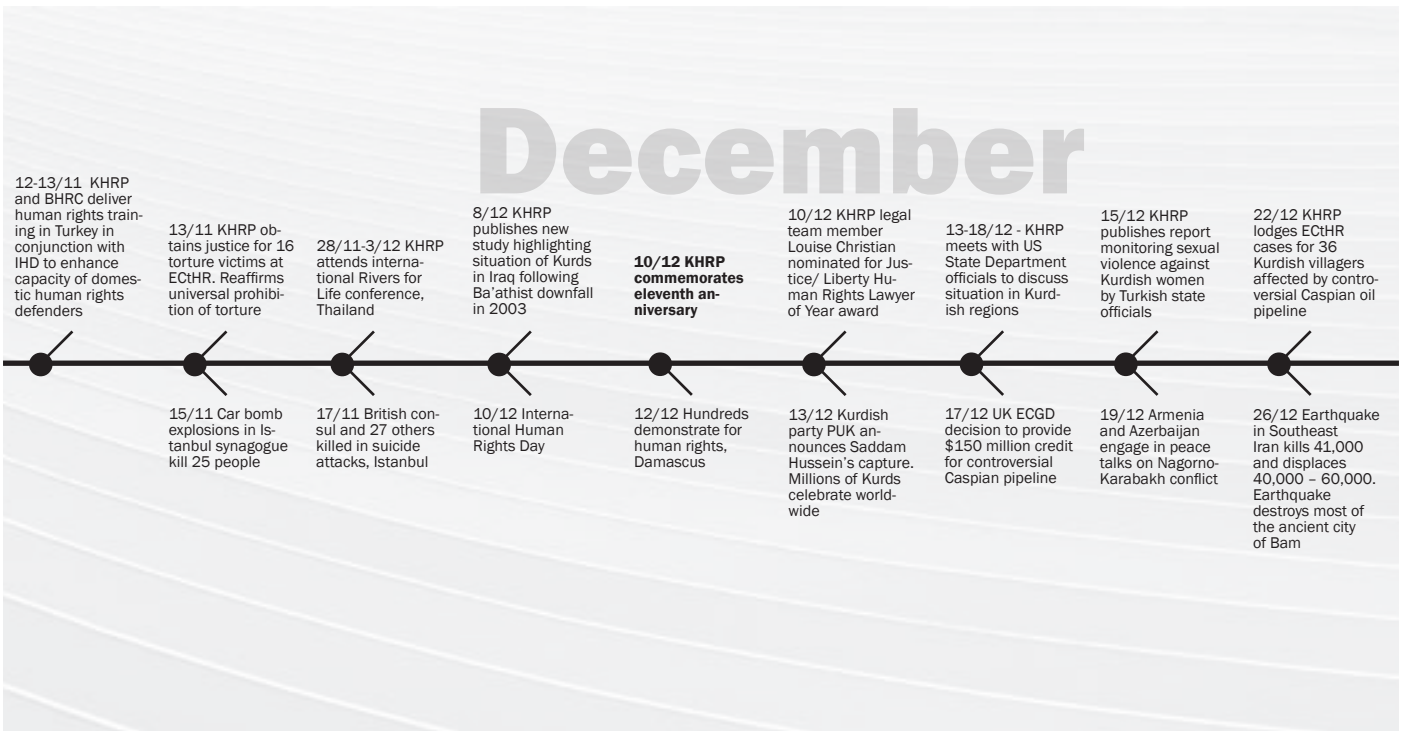 December
12-13/11  KHRP
and BHRC deliver
human rights train-
ing in Turkey in
conjunction with
IHD to enhance
capacity of domes-
tic human rights
defenders
13/11 KHRP ob-
tains justice for 16
torture victims at
ECtHR. Reaffirms
universal prohibi-
tion of torture
28/11-3/12 KHRP
attends interna-
tional Rivers for
Life conference,
Thailand
8/12 KHRP
publishes new
study highlighting
situation of Kurds
in Iraq following
Ba’athist downfall
in 2003
10/12 KHRP
commemorates
eleventh an-
niversary
10/12 KHRP legal
team member
Louise Christian
nominated for Jus-
tice/ Liberty Hu-
man Rights Lawyer
of Year award
13-18/12 - KHRP
meets with US
State Department
officials to discuss
situation in Kurd-
ish regions
15/12 KHRP
publishes report
monitoring sexual
violence against
Kurdish women
by Turkish state
officials
22/12 KHRP
lodges ECtHR
cases for 36
Kurdish villagers
affected by contro-
versial Caspian oil
pipeline
15/11 Car bomb
explosions in Is-
tanbul synagogue
kill 25 people
17/11 British con-
sul and 27 others
killed in suicide
attacks, Istanbul
10/12 Interna-
tional Human
Rights Day
12/12 Hundreds
demonstrate for
human rights,
Damascus
13/12 Kurdish
party PUK an-
nounces Saddam
Hussein’s capture.
Millions of Kurds
celebrate world-
wide
17/12 UK ECGD
decision to provide
$150 million credit
for controversial
Caspian pipeline
19/12 Armenia
and Azerbaijan
engage in peace
talks on Nagorno-
Karabakh conflict
26/12 Earthquake
in Southeast
Iran kills 41,000
and displaces
40,000 – 60,000.
Earthquake
destroys most of
the ancient city
of Bam